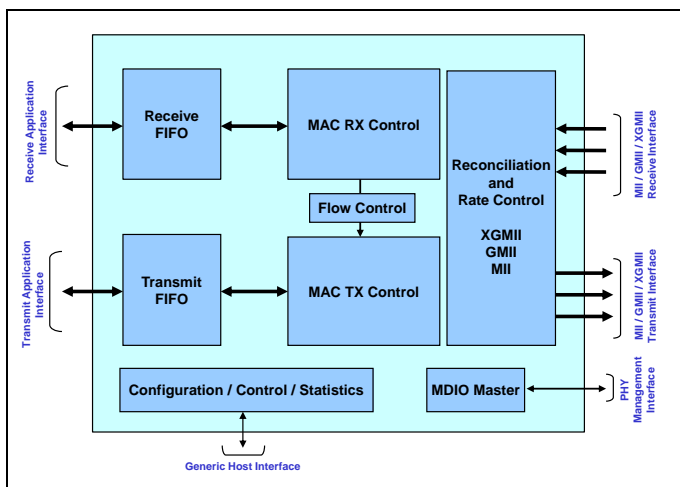 Receive Application
Interface
Receive
FIFO
MAC RX Control
Reconciliation
and
Rate Control
XGMII
GMII
MII
MII / GMII / XGMII
Receive Interface
Flow Control
Transmit Application
Interface
Transmit
FIFO
MAC TX Control
MII / GMII / XGMII
Transmit Interface
Configuration / Control / Statistics
MDIO Master
PHY
Management
Interface
Generic Host Interface